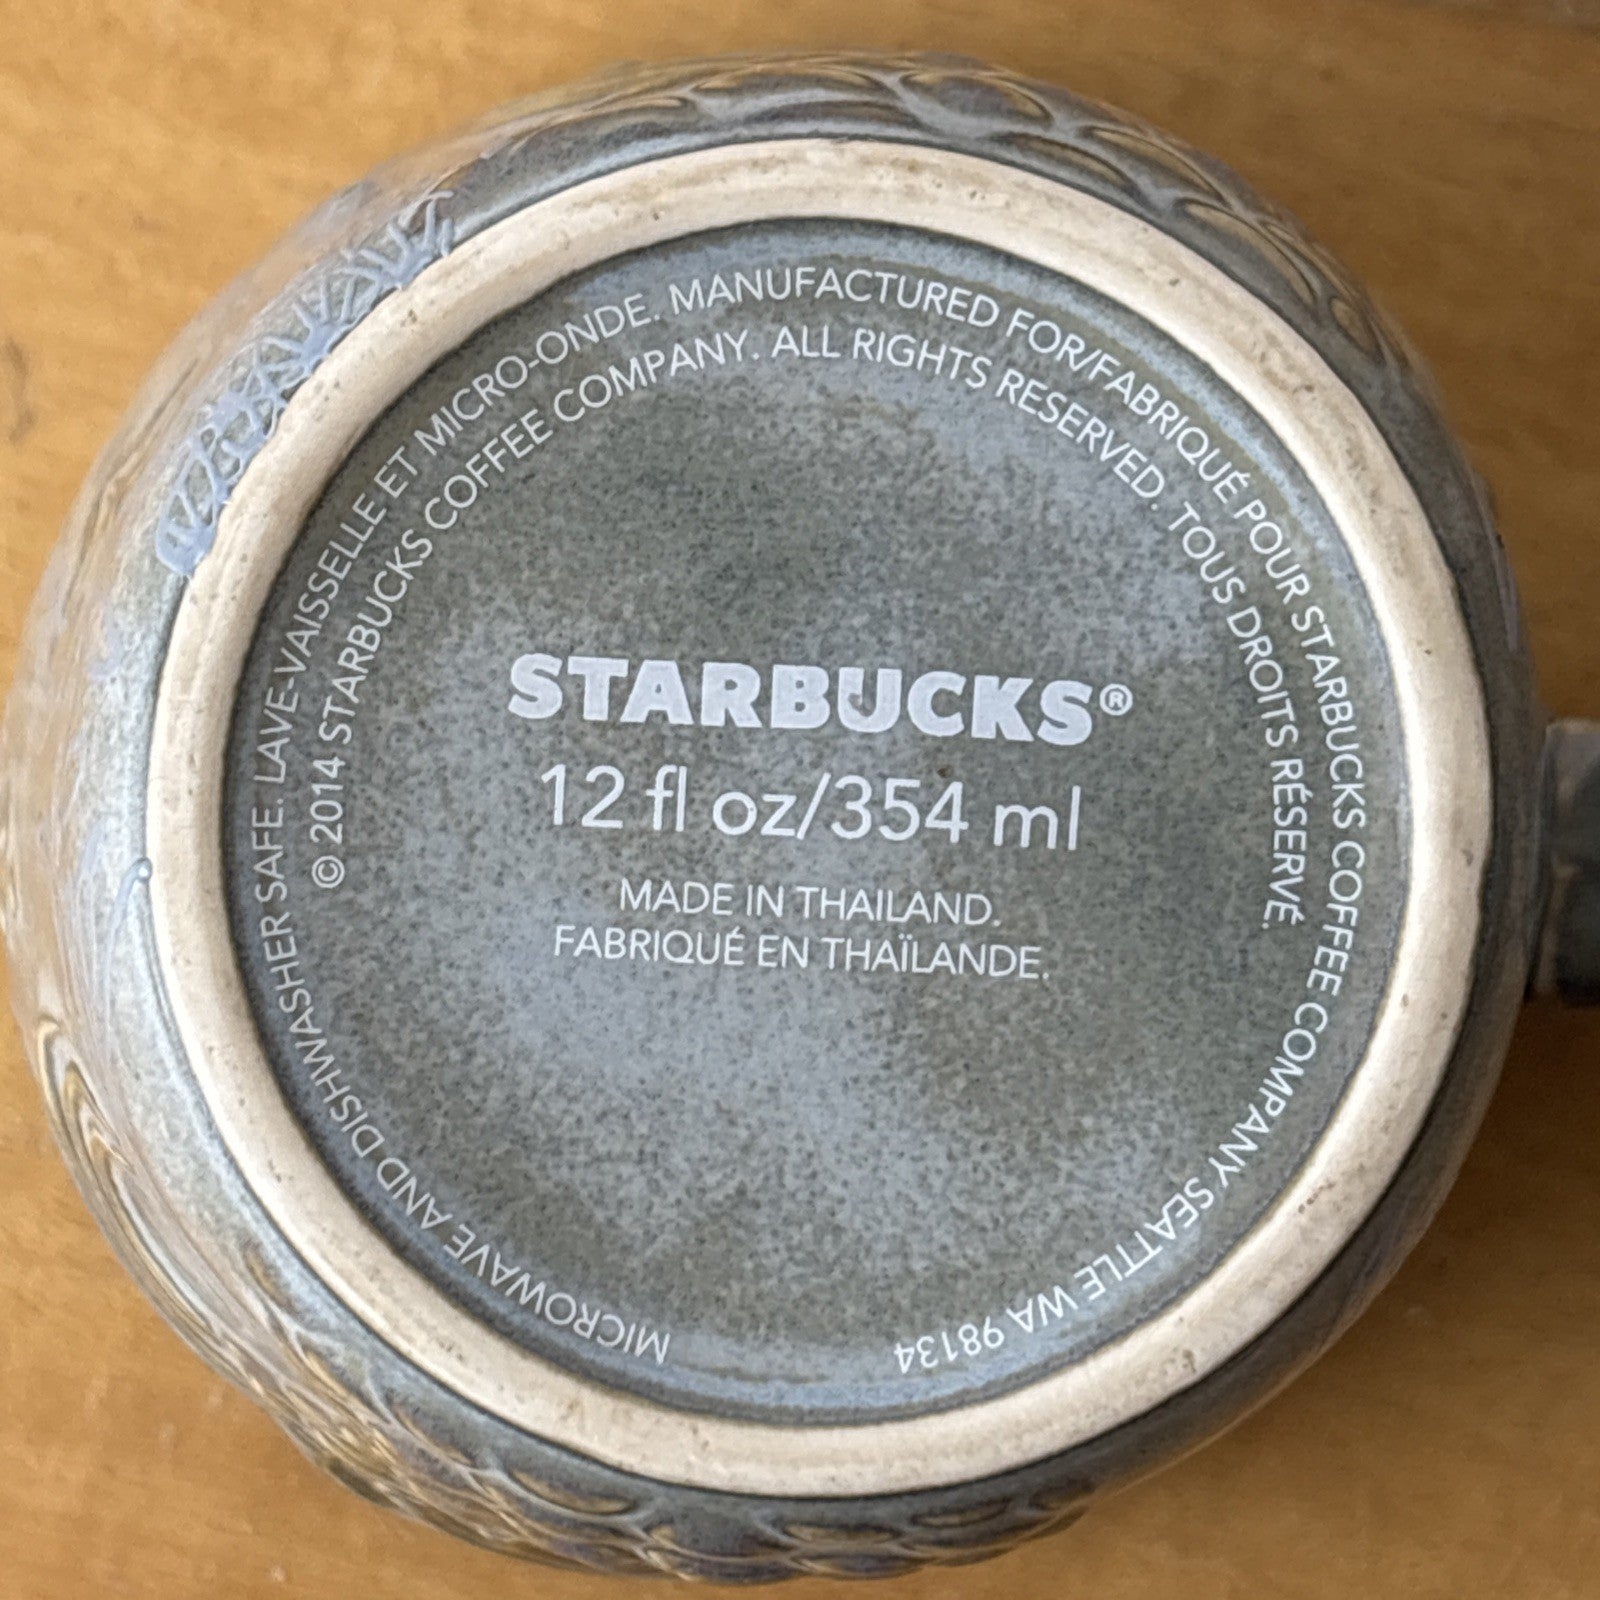 STARBUCKS®
12 fl oz/354 ml
MADE IN THAILAND.
FABRIQUÉ EN THAÏLANDE.
MICROWAVE AND DISHWASHER SAFE. LAVE-VAISSELLE ET MICRO-ONDE. MANUFACTURED FOR/FABRIQUÉ POUR STARBUCKS COFFEE COMPANY SEATTLE WA 98134
© 2014 STARBUCKS COFFEE COMPANY. ALL RIGHTS RESERVED. TOUS DROITS RÉSERVÉ.